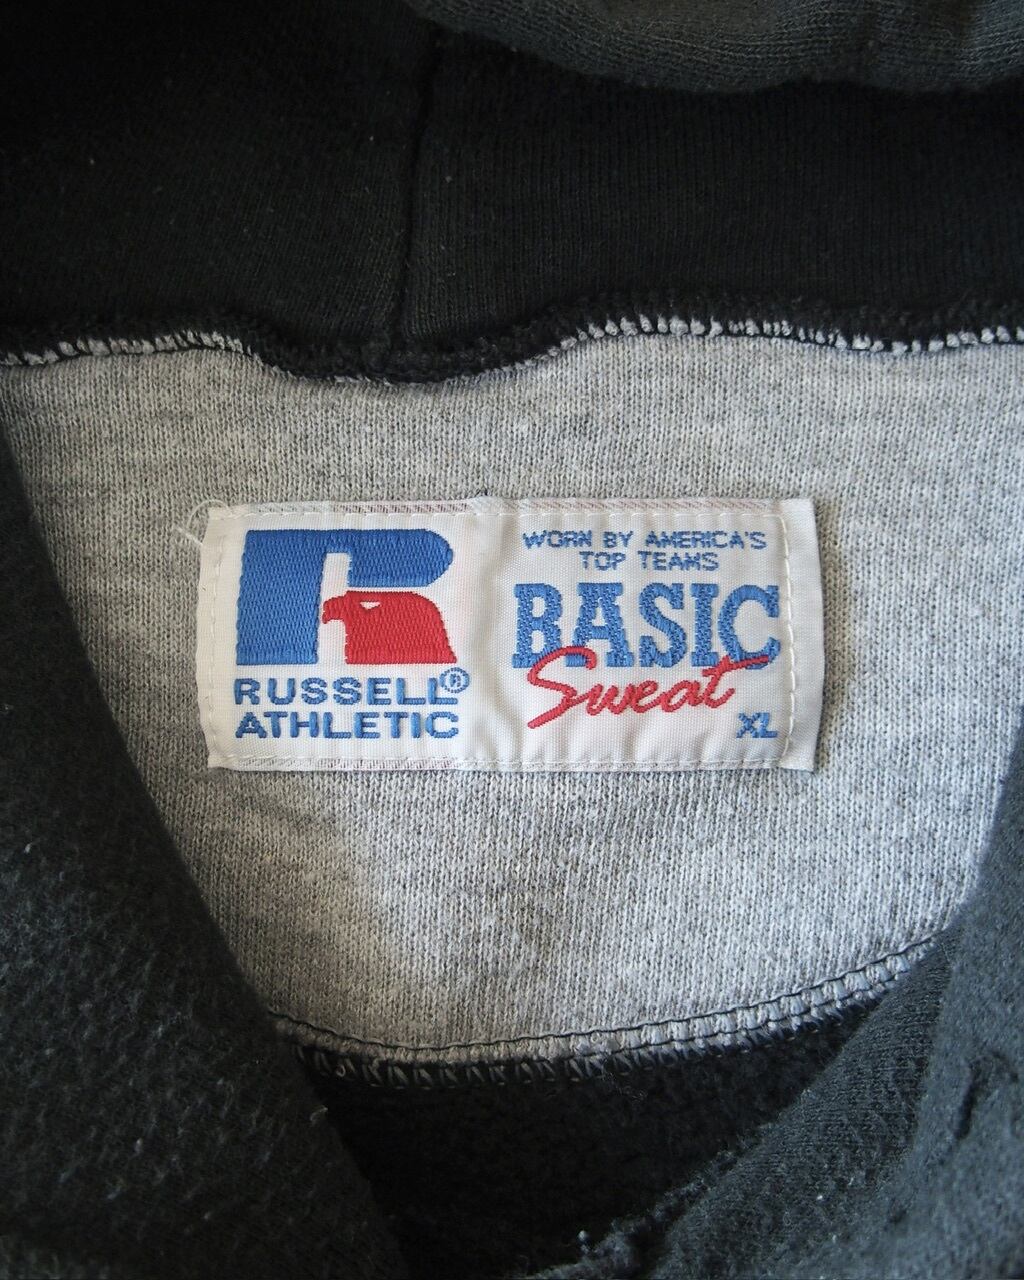 R
RUSSELL®
ATHLETIC
WORN BY AMERICA'S
TOP TEAMS
BASIC
Sweat
XL